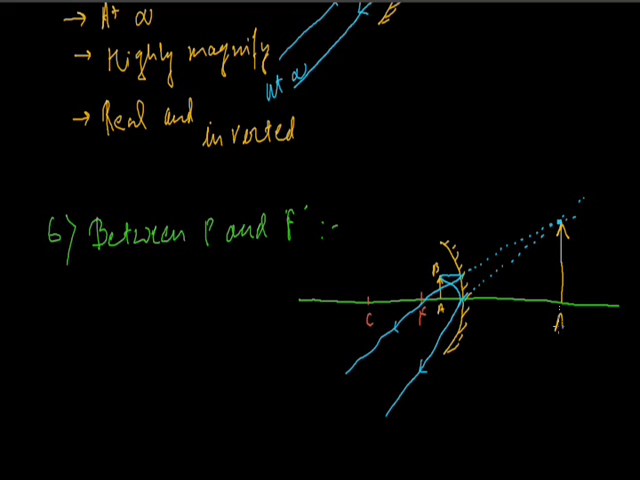 → At ∞
→ Highly magnify
At ∞
→ Real and inverted
6) Between P and F :-
B
A
C
F
A